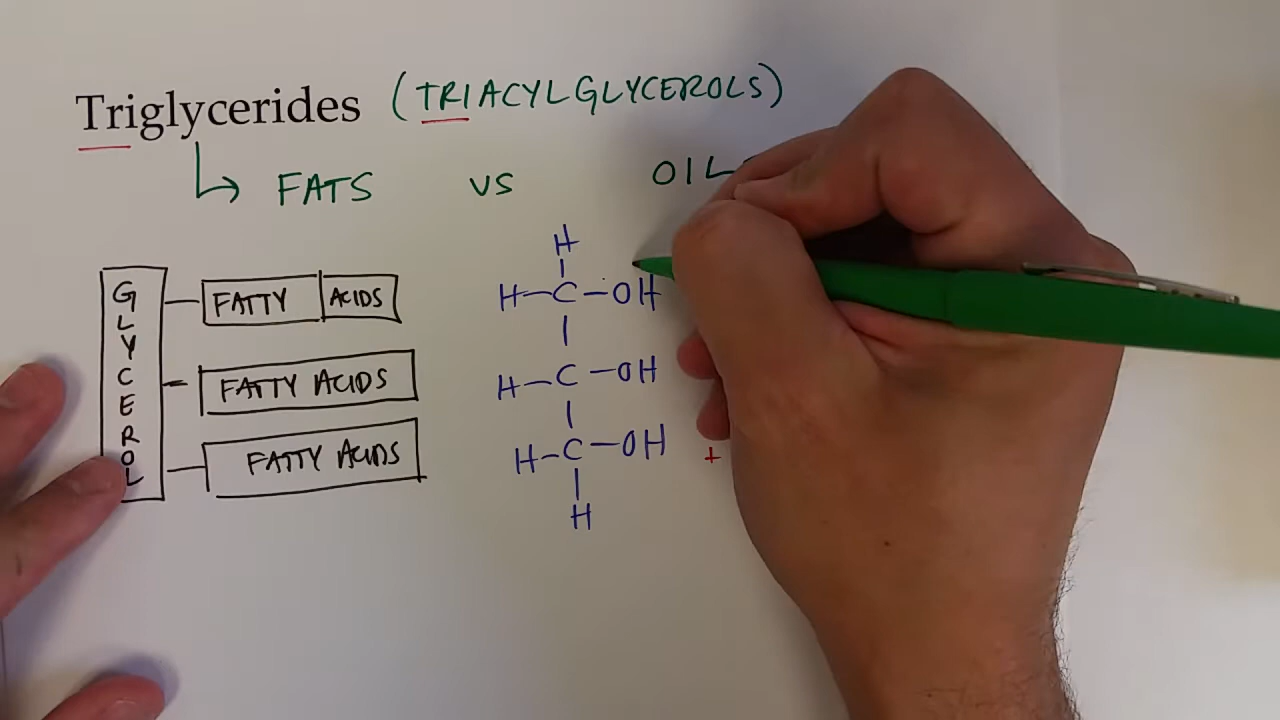 Triglycerides (TRIACYLGLYCEROLS)
FATS VS
GLYCEROL
FATTY ACIDS
FATTY ACIDS
FATTY ACIDS
H
H-C-OH
H-C-OH
H-C-OH
H
+